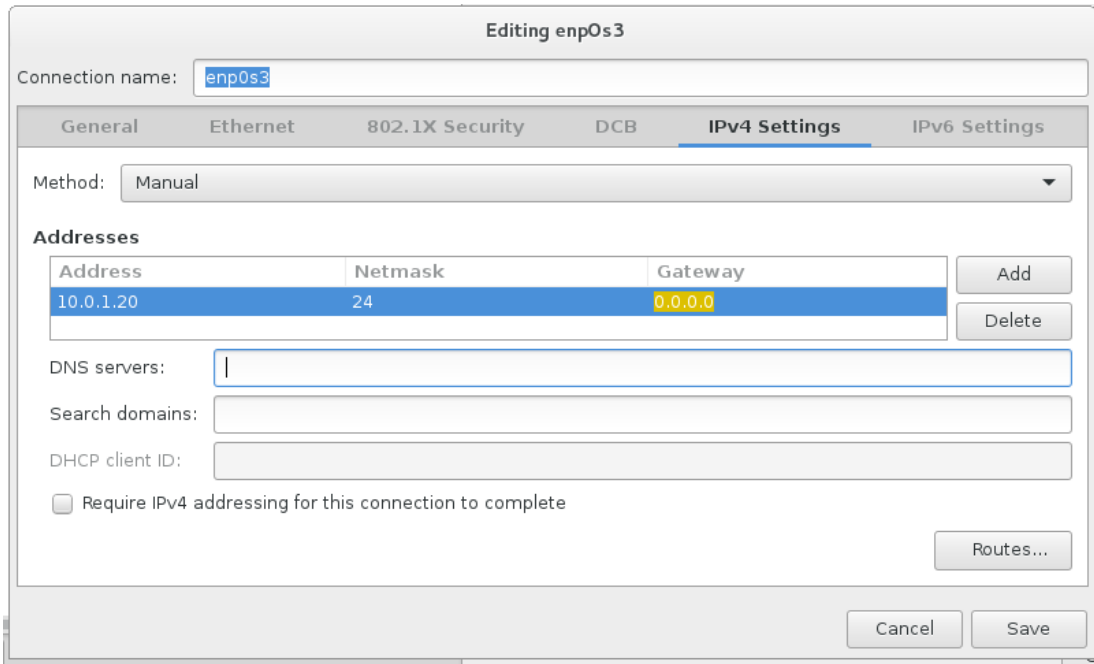 Editing enp0s3
Connection name: enp0s3
General Ethernet 802.1X Security DCB IPv4 Settings IPv6 Settings
Method: Manual
Addresses
Address Netmask Gateway Add
10.0.1.20 24 0.0.0.0
Delete
DNS servers:
Search domains:
DHCP client ID:
Require IPv4 addressing for this connection to complete
Routes...
Cancel Save